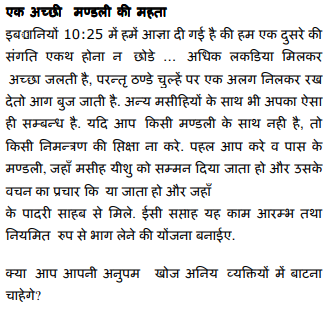 एक अच्छी मण्डली की महता
इबव्रानियों 10:25 में हमें आज्ञा दी गई है की हम एक दुसरे की
संगति एकथ होना न छोडे ... अधिक लकडिया मिलकर
अच्छा जलती है, परन्तृ ठण्डे चुल्हें पर एक अलग निलकर रख
देतो आग बुज जाती है. अन्य मसीहियों के साथ भी अपका ऐसा
ही सम्बन्ध है. यदि आप किसी मण्डली के साथ नही है, तो
किसी निमन्त्रण की सिक्षा ना करे. पहल आप करे व पास के
मण्डली, जहाँ मसीह यीशु को सम्मन दिया जाता हो और उसके
वचन का प्रचार कि या जाता हो और जहाँ
के पादरी साहब से मिले. ईसी ससाह यह काम आरम्भ तथा
नियमित रुप से भाग लेने की योंजना बनाईए.
क्या आप आपनी अनुपम खोज अनिय व्यक्तियों में बाटना
चाहेगे?